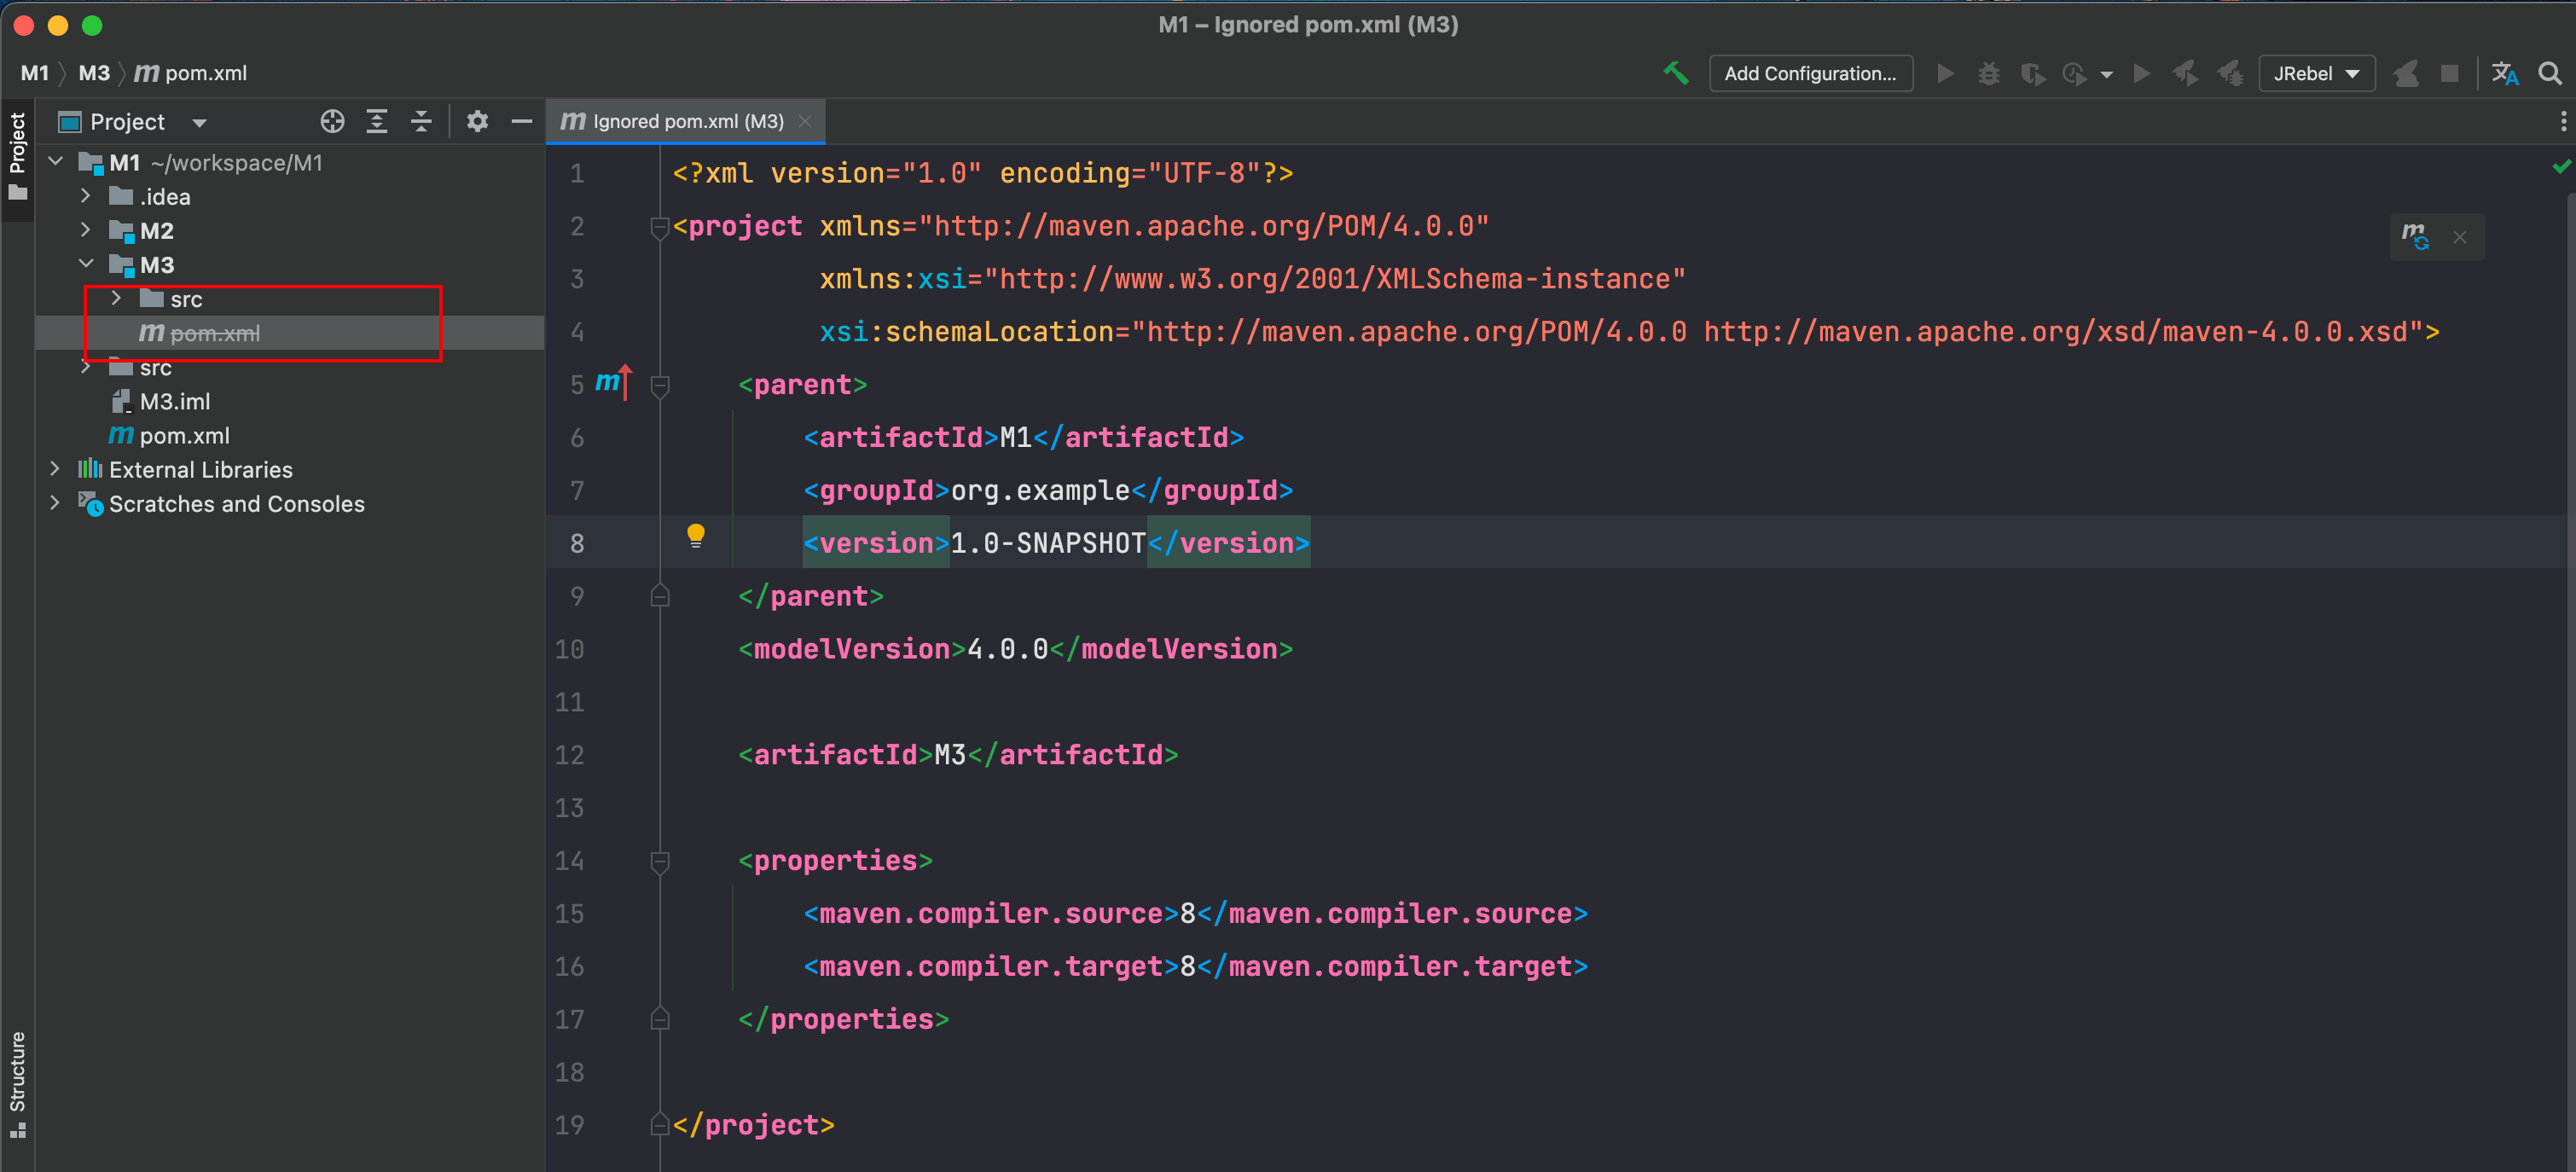 M1 – Ignored pom.xml (M3)
M1 M3 m pom.xml
Add Configuration...
JRebel
Project
Project
m Ignored pom.xml (M3)
M1 ~/workspace/M1
.idea
M2
M3
src
m pom.xml
src
M3.iml
m pom.xml
External Libraries
Scratches and Consoles
Structure
1 <?xml version="1.0" encoding="UTF-8"?>
2 <project xmlns="http://maven.apache.org/POM/4.0.0"
3 xmlns:xsi="http://www.w3.org/2001/XMLSchema-instance"
4 xsi:schemaLocation="http://maven.apache.org/POM/4.0.0 http://maven.apache.org/xsd/maven-4.0.0.xsd">
5 m <parent>
6 <artifactId>M1</artifactId>
7 <groupId>org.example</groupId>
8 <version>1.0-SNAPSHOT</version>
9 </parent>
10 <modelVersion>4.0.0</modelVersion>
11
12 <artifactId>M3</artifactId>
13
14 <properties>
15 <maven.compiler.source>8</maven.compiler.source>
16 <maven.compiler.target>8</maven.compiler.target>
17 </properties>
18
19 </project>